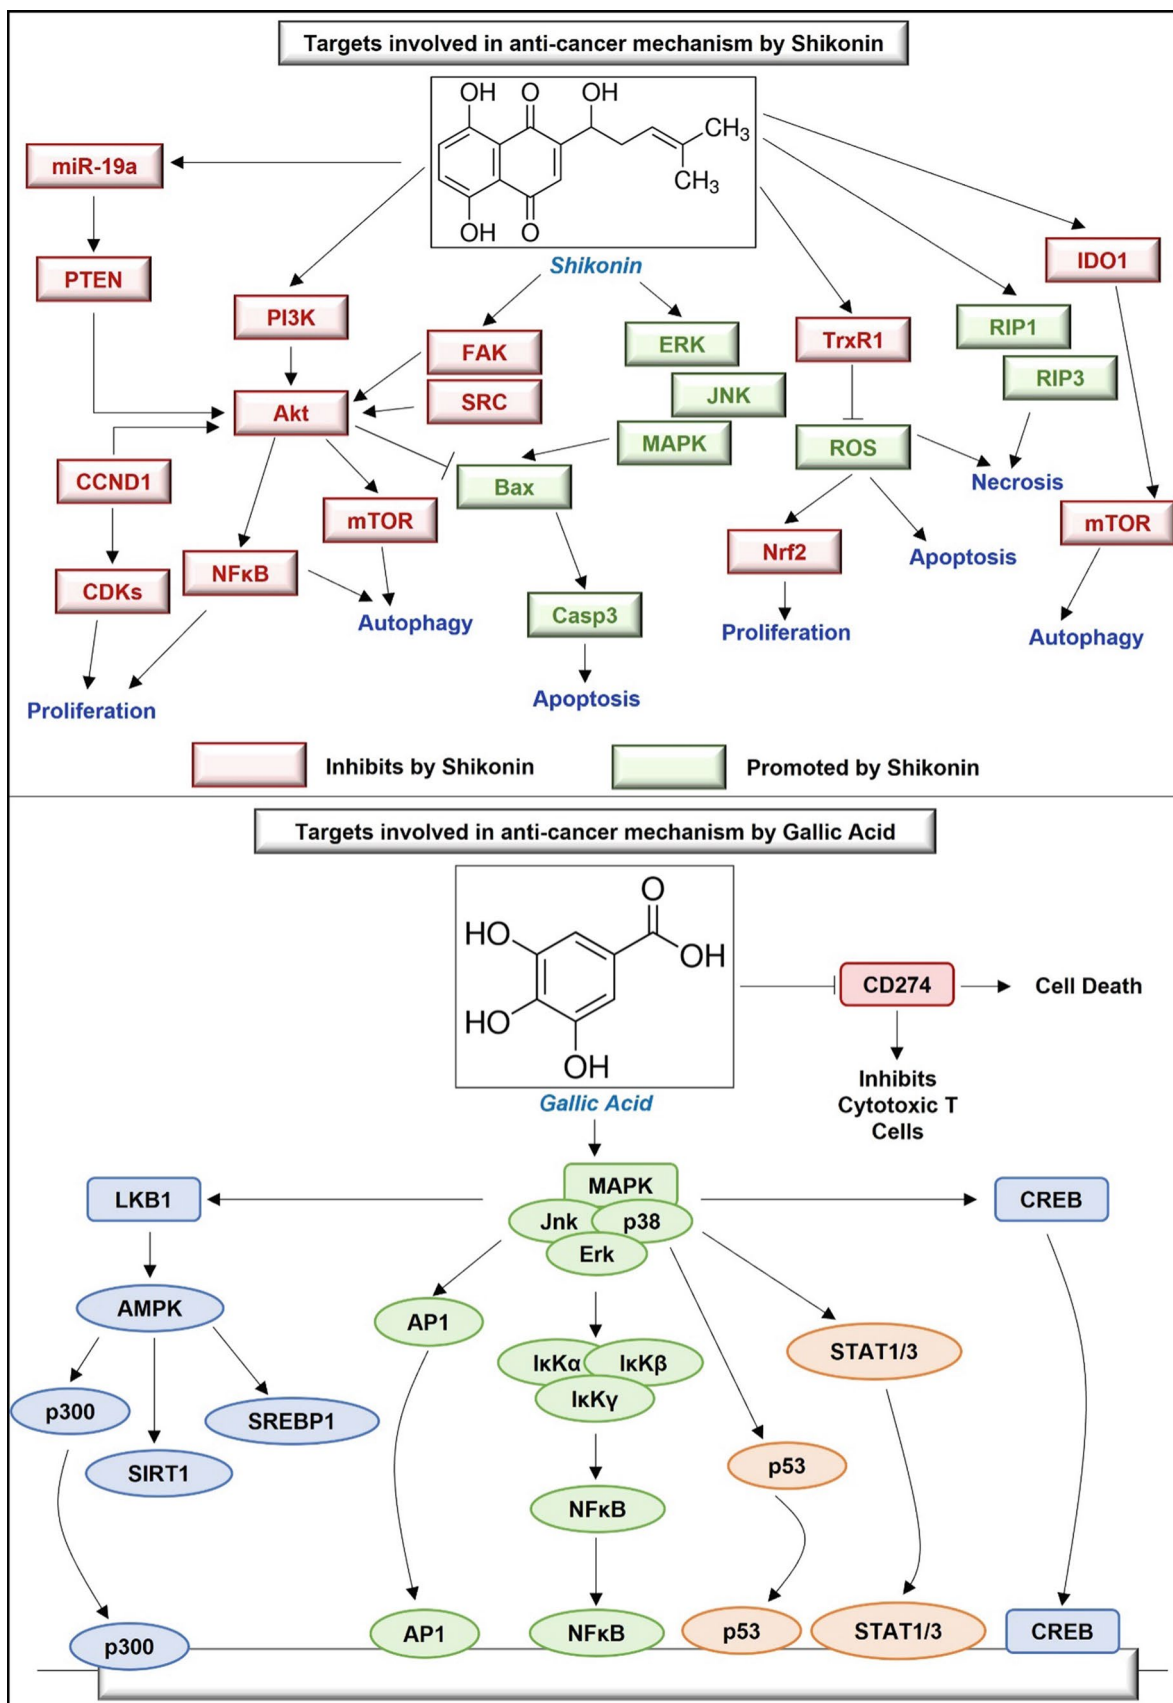 Targets involved in anti-cancer mechanism by Shikonin
OH O OH
CH3
CH3
OH O
Shikonin
miR-19a
PTEN
PI3K
FAK
SRC
Akt
CCND1
CDKs
NFκB
mTOR
Autophagy
Proliferation
ERK
JNK
MAPK
Bax
Casp3
Apoptosis
TrxR1
ROS
Nrf2
Proliferation
Apoptosis
RIP1
RIP3
Necrosis
IDO1
mTOR
Autophagy
Inhibits by Shikonin
Promoted by Shikonin
Targets involved in anti-cancer mechanism by Gallic Acid
O
HO
OH
HO
OH
Gallic Acid
CD274
Cell Death
Inhibits
Cytotoxic T
Cells
MAPK
Jnk
p38
Erk
LKB1
CREB
AMPK
p300
SREBP1
SIRT1
AP1
IκKα
IκKβ
IκKγ
NFκB
p53
STAT1/3
p300
AP1
NFκB
p53
STAT1/3
CREB